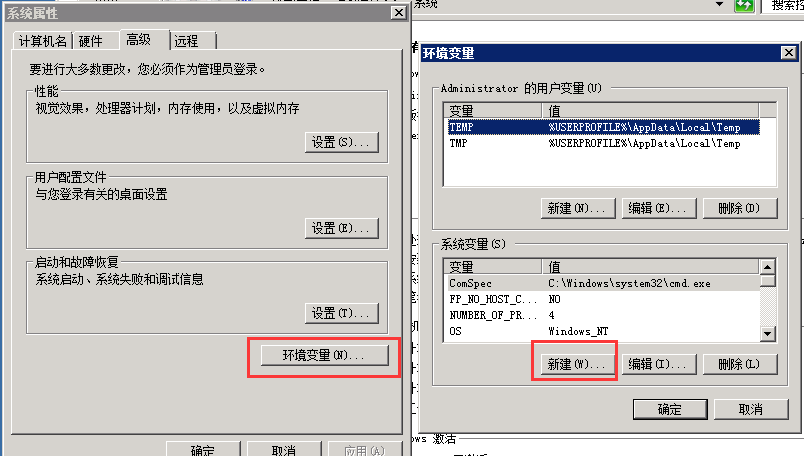 系统属性
计算机名 硬件 高级 远程
要进行大多数更改，您必须作为管理员登录。
性能
视觉效果，处理器计划，内存使用，以及虚拟内存
设置(S)...
用户配置文件
与您登录有关的桌面设置
设置(E)...
启动和故障恢复
系统启动、系统失败和调试信息
设置(T)...
环境变量(N)...
确定 取消 应用(A)
系统
环境变量
Administrator 的用户变量(U)
变量 值
TEMP %USERPROFILE%\AppData\Local\Temp
TMP %USERPROFILE%\AppData\Local\Temp
新建(N)... 编辑(E)... 删除(D)
系统变量(S)
变量 值
ComSpec C:\Windows\system32\cmd.exe
FP_NO_HOST_C... NO
NUMBER_OF_PR... 4
OS Windows_NT
新建(W)... 编辑(I)... 删除(L)
确定 取消
ows 激活